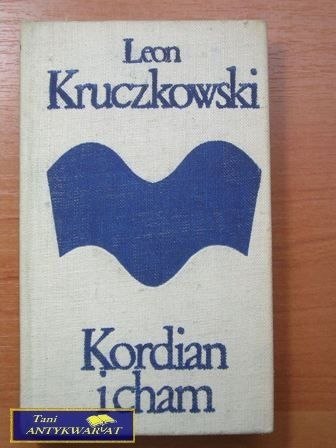 Leon
Kruczkowski
Kordian
i cham
Tani
ANTYKWARIAT